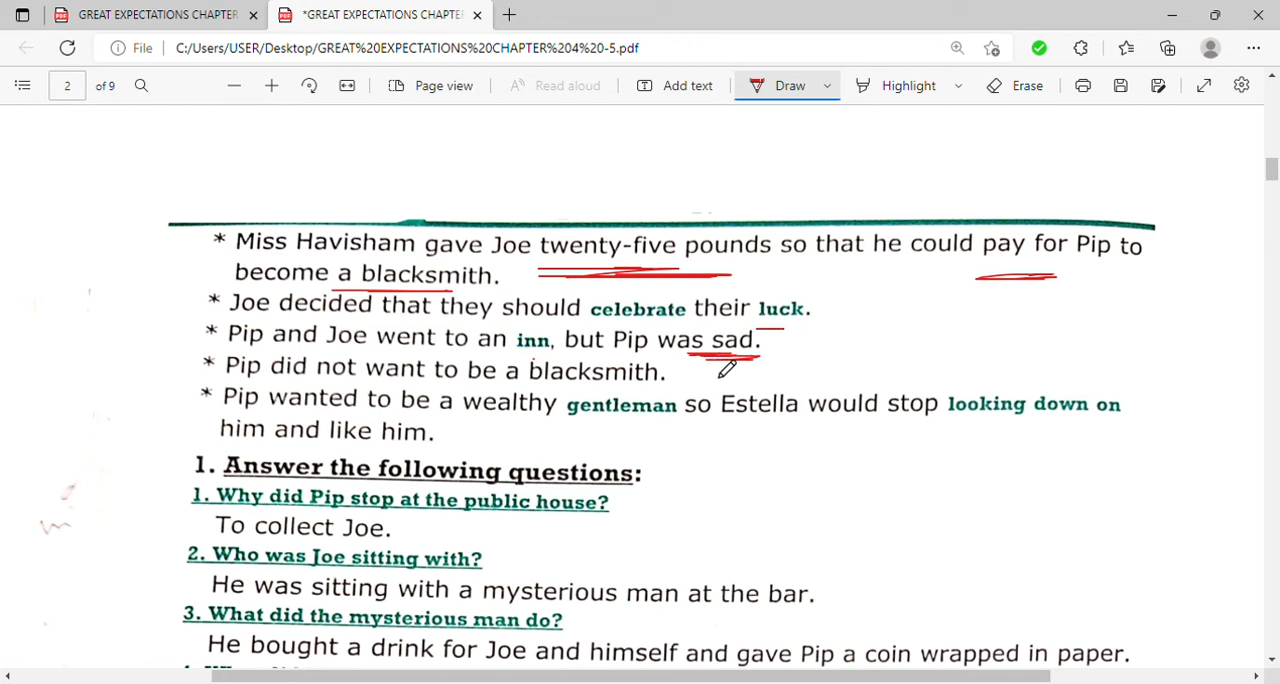 GREAT EXPECTATIONS CHAPTER
*GREAT EXPECTATIONS CHAPTE
File C:/Users/USER/Desktop/GREAT%20EXPECTATIONS%20CHAPTER%204%20-5.pdf
2 of 9 Page view Read aloud Add text Draw Highlight Erase
* Miss Havisham gave Joe twenty-five pounds so that he could pay for Pip to
become a blacksmith.
* Joe decided that they should celebrate their luck.
* Pip and Joe went to an inn, but Pip was sad.
* Pip did not want to be a blacksmith.
* Pip wanted to be a wealthy gentleman so Estella would stop looking down on
him and like him.
1. Answer the following questions:
1. Why did Pip stop at the public house?
To collect Joe.
2. Who was Joe sitting with?
He was sitting with a mysterious man at the bar.
3. What did the mysterious man do?
He bought a drink for Joe and himself and gave Pip a coin wrapped in paper.